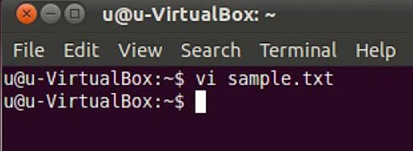 u@u-VirtualBox: ~
File Edit View Search Terminal Help
u@u-VirtualBox:~$ vi sample.txt
u@u-VirtualBox:~$